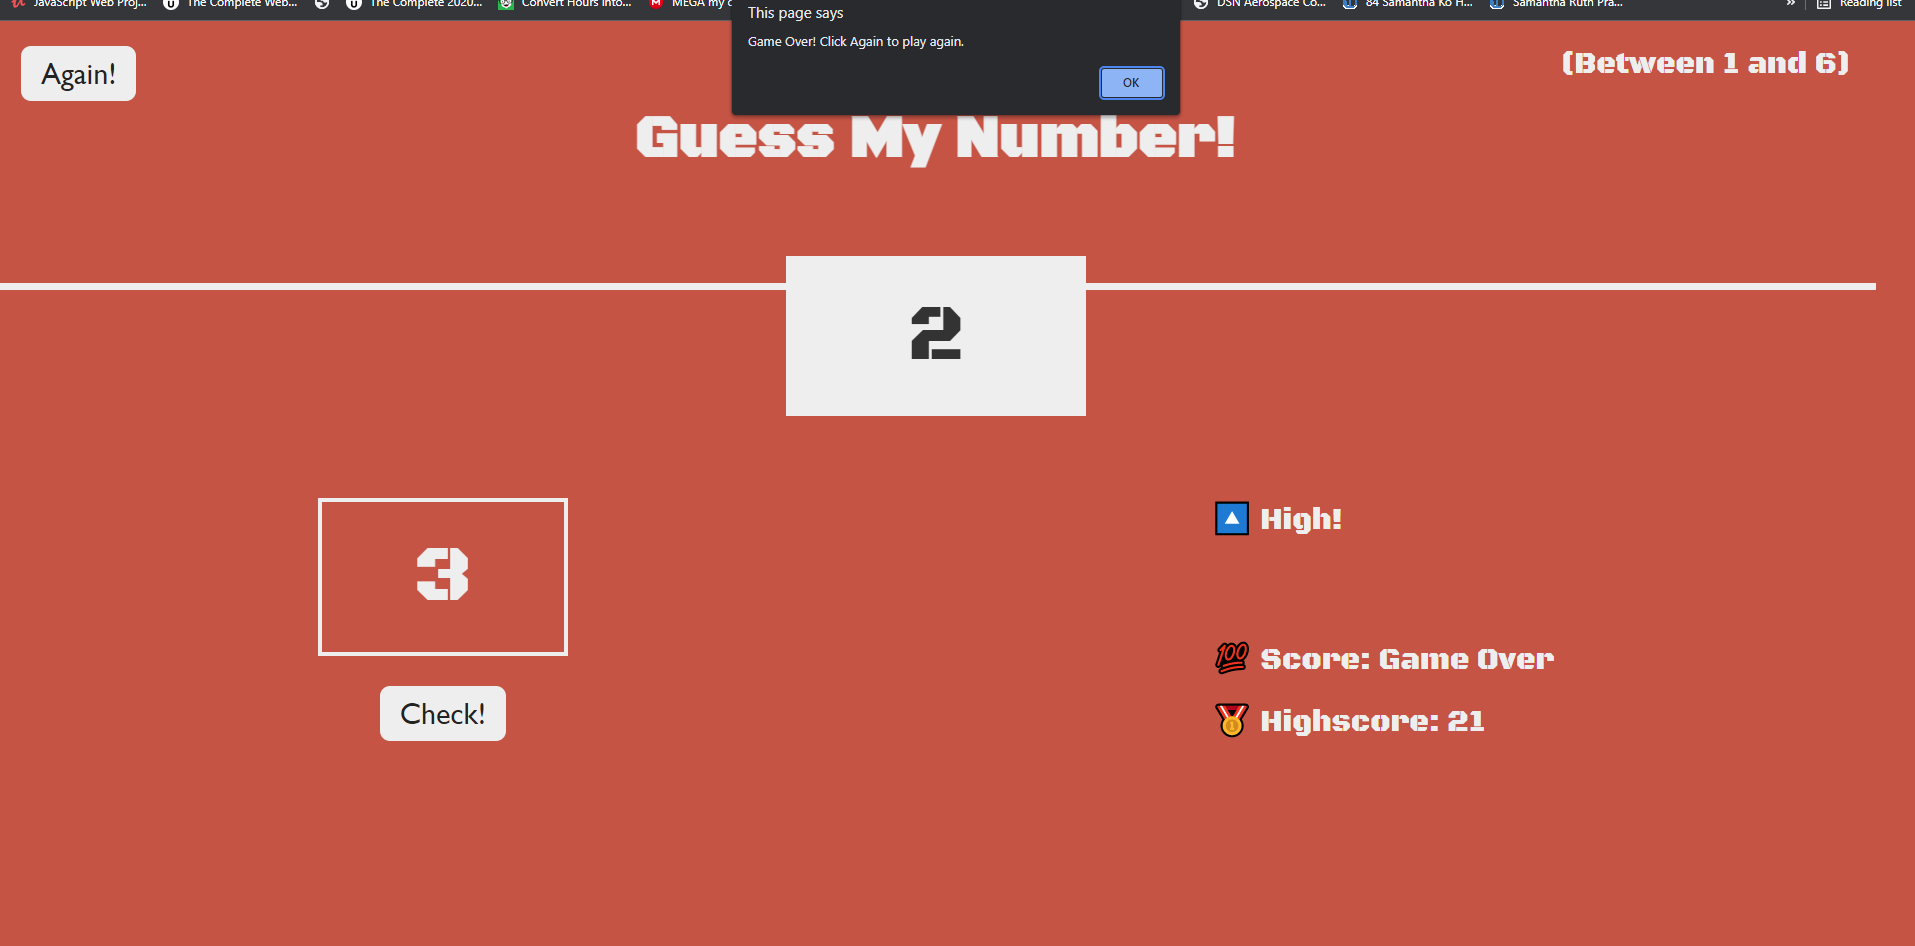 JavaScript Web Proj... The Complete Web... The Complete 2020... Convert Hours Into... MEGA my DSN Aerospace Co... 84 Samantha Ko H... Samantha Ruth Pra... » Reading list
This page says
Game Over! Click Again to play again.
OK
Again!
(Between 1 and 6)
Guess My Number!
2
3
High!
Check!
Score: Game Over
Highscore: 21